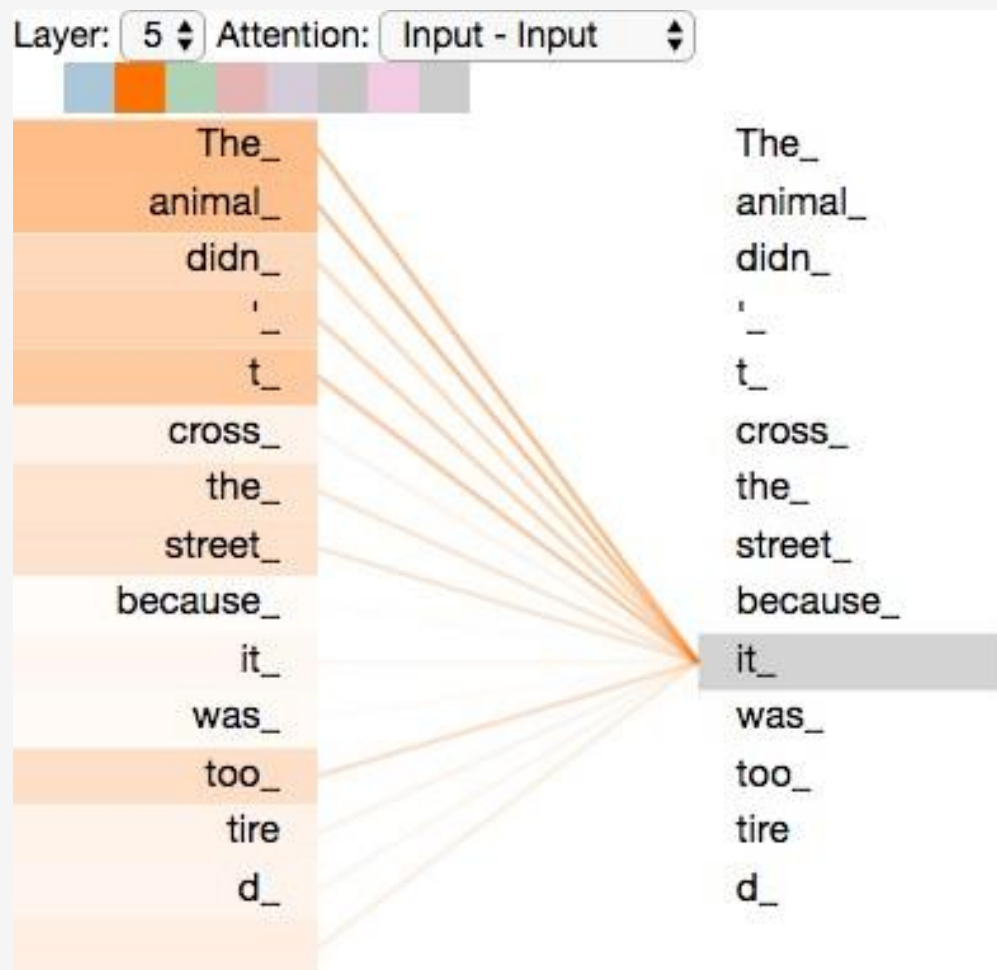 Layer: 5 Attention: Input - Input
The_ The_
animal_ animal_
didn_ didn_
'_ '_
t_ t_
cross_ cross_
the_ the_
street_ street_
because_ because_
it_ it_
was_ was_
too_ too_
tire tire
d_ d_